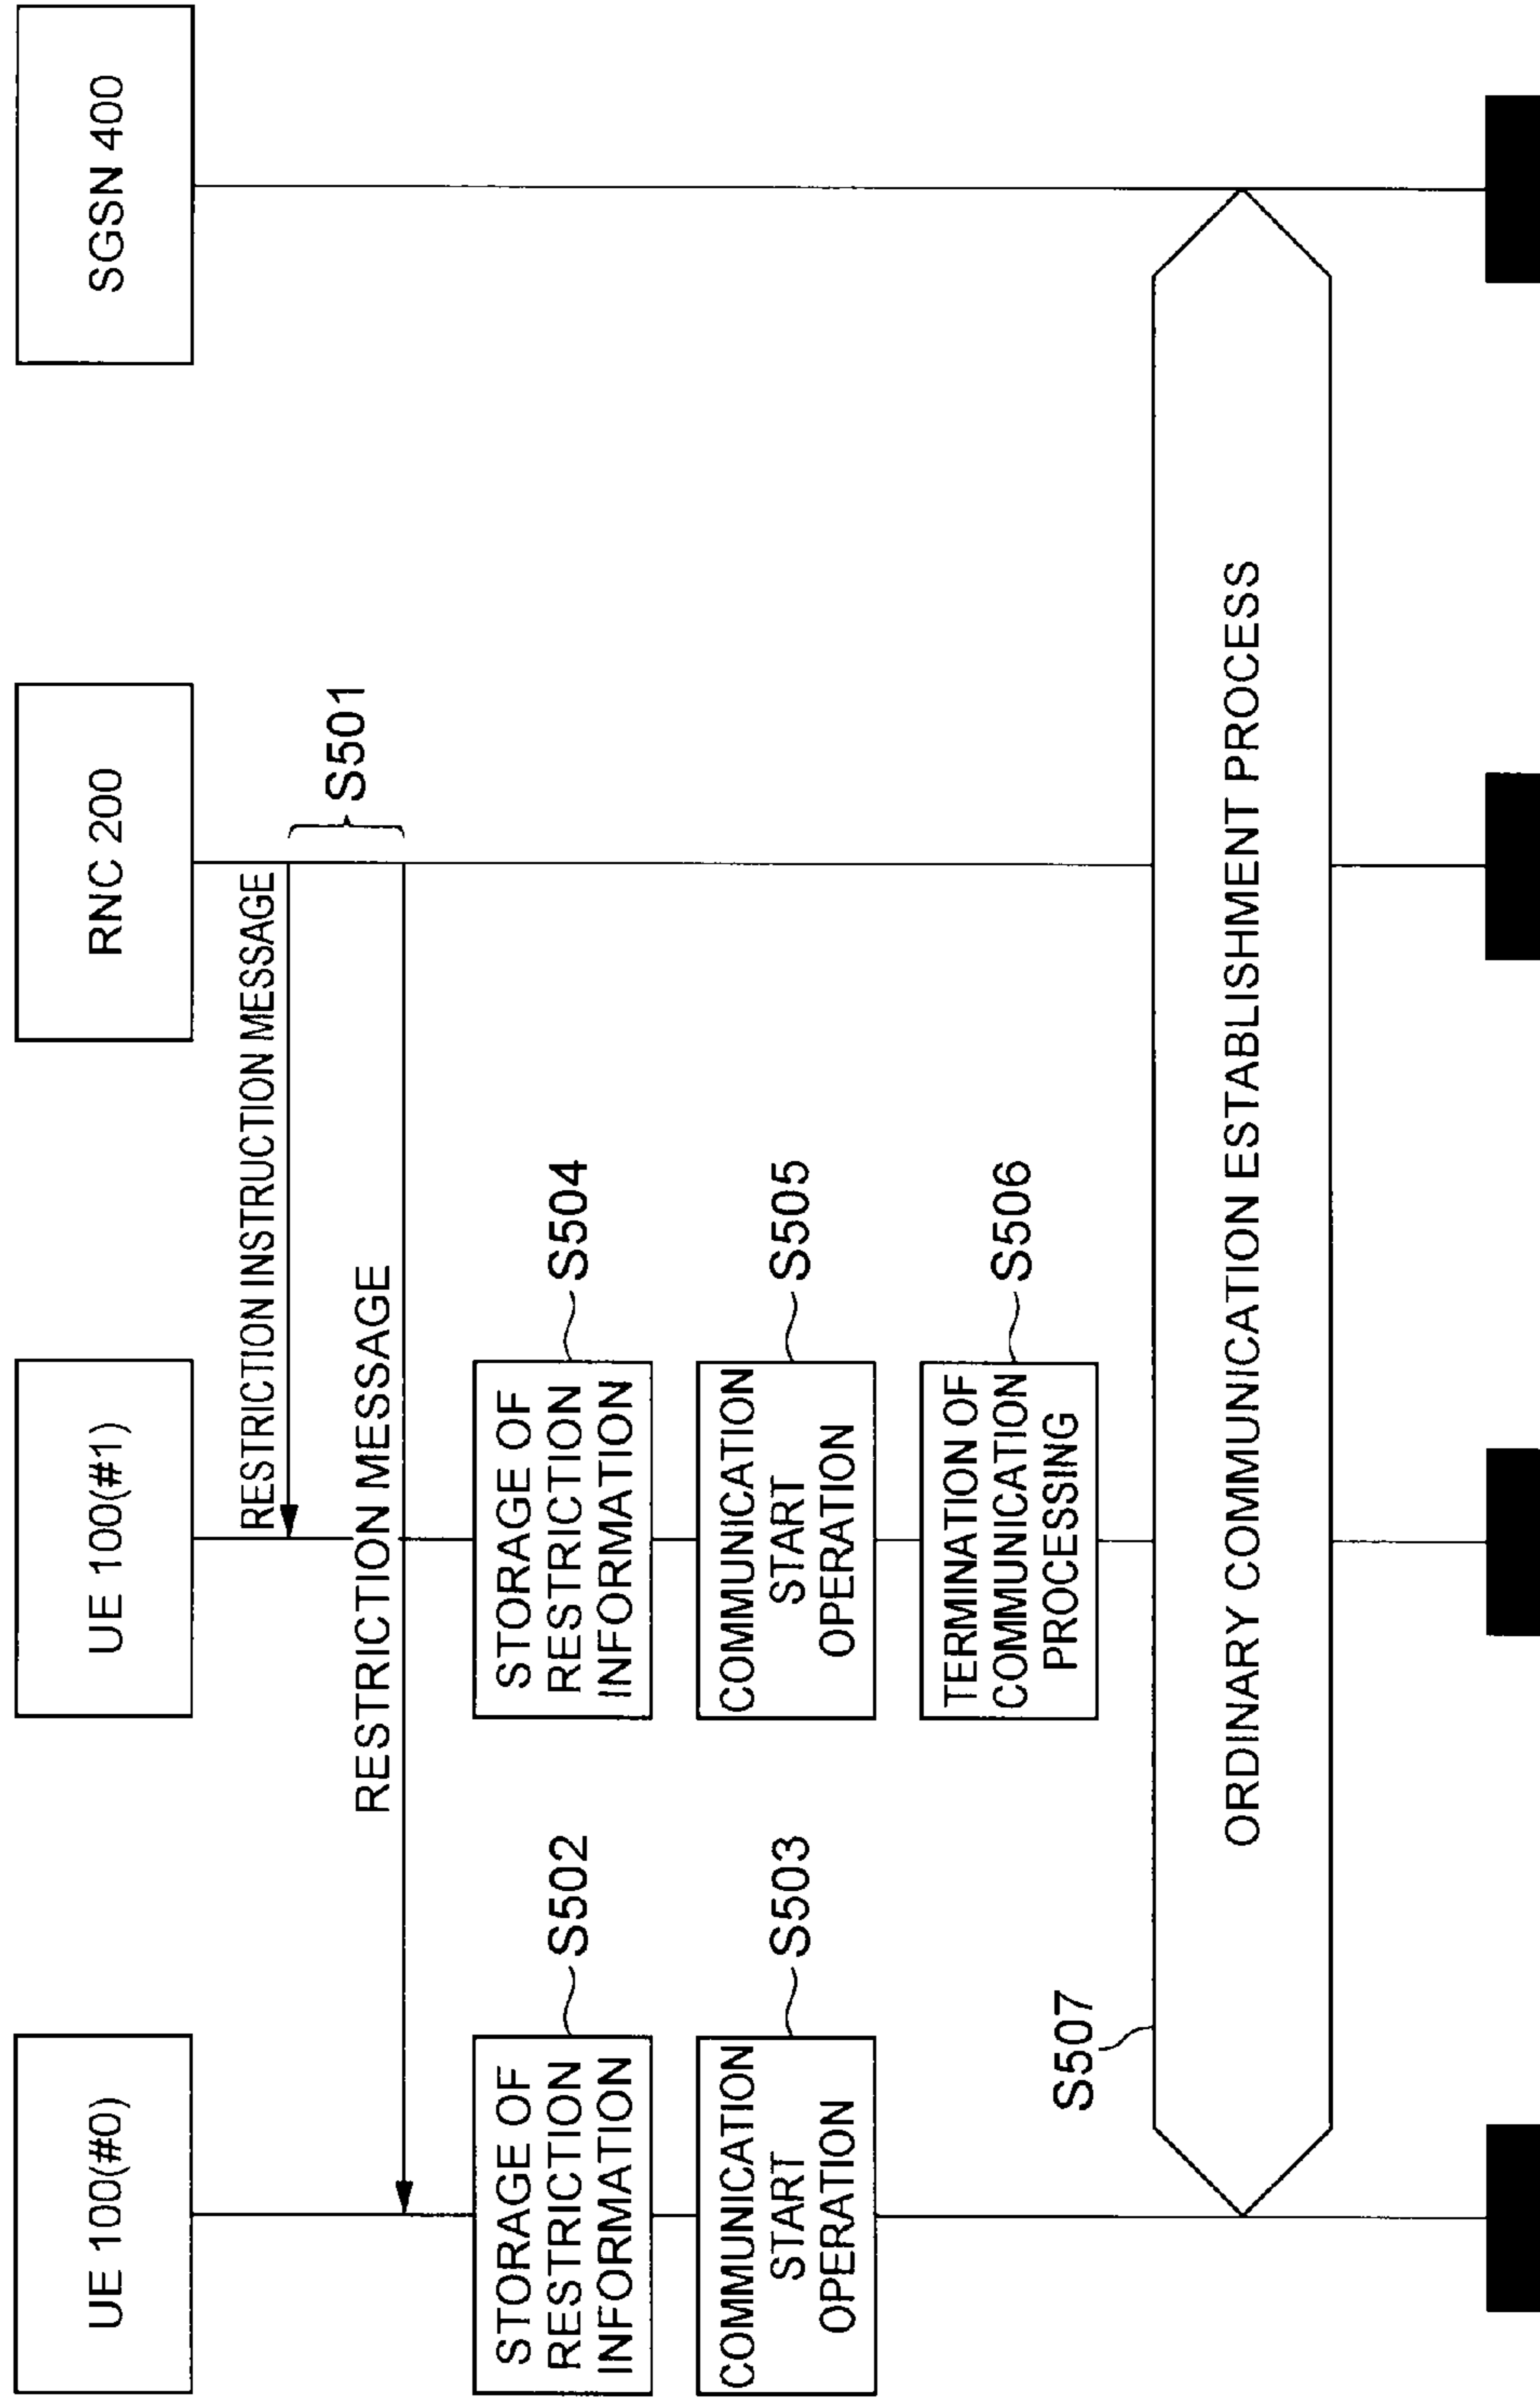 UE 100(#0)
UE 100(#1)
RNC 200
SGSN 400
RESTRICTION INSTRUCTION MESSAGE
S501
RESTRICTION MESSAGE
STORAGE OF
RESTRICTION
INFORMATION
S502
STORAGE OF
RESTRICTION
INFORMATION
S504
COMMUNICATION
START
OPERATION
S503
COMMUNICATION
START
OPERATION
S505
TERMINATION OF
COMMUNICATION
PROCESSING
S506
S507
ORDINARY COMMUNICATION ESTABLISHMENT PROCESS